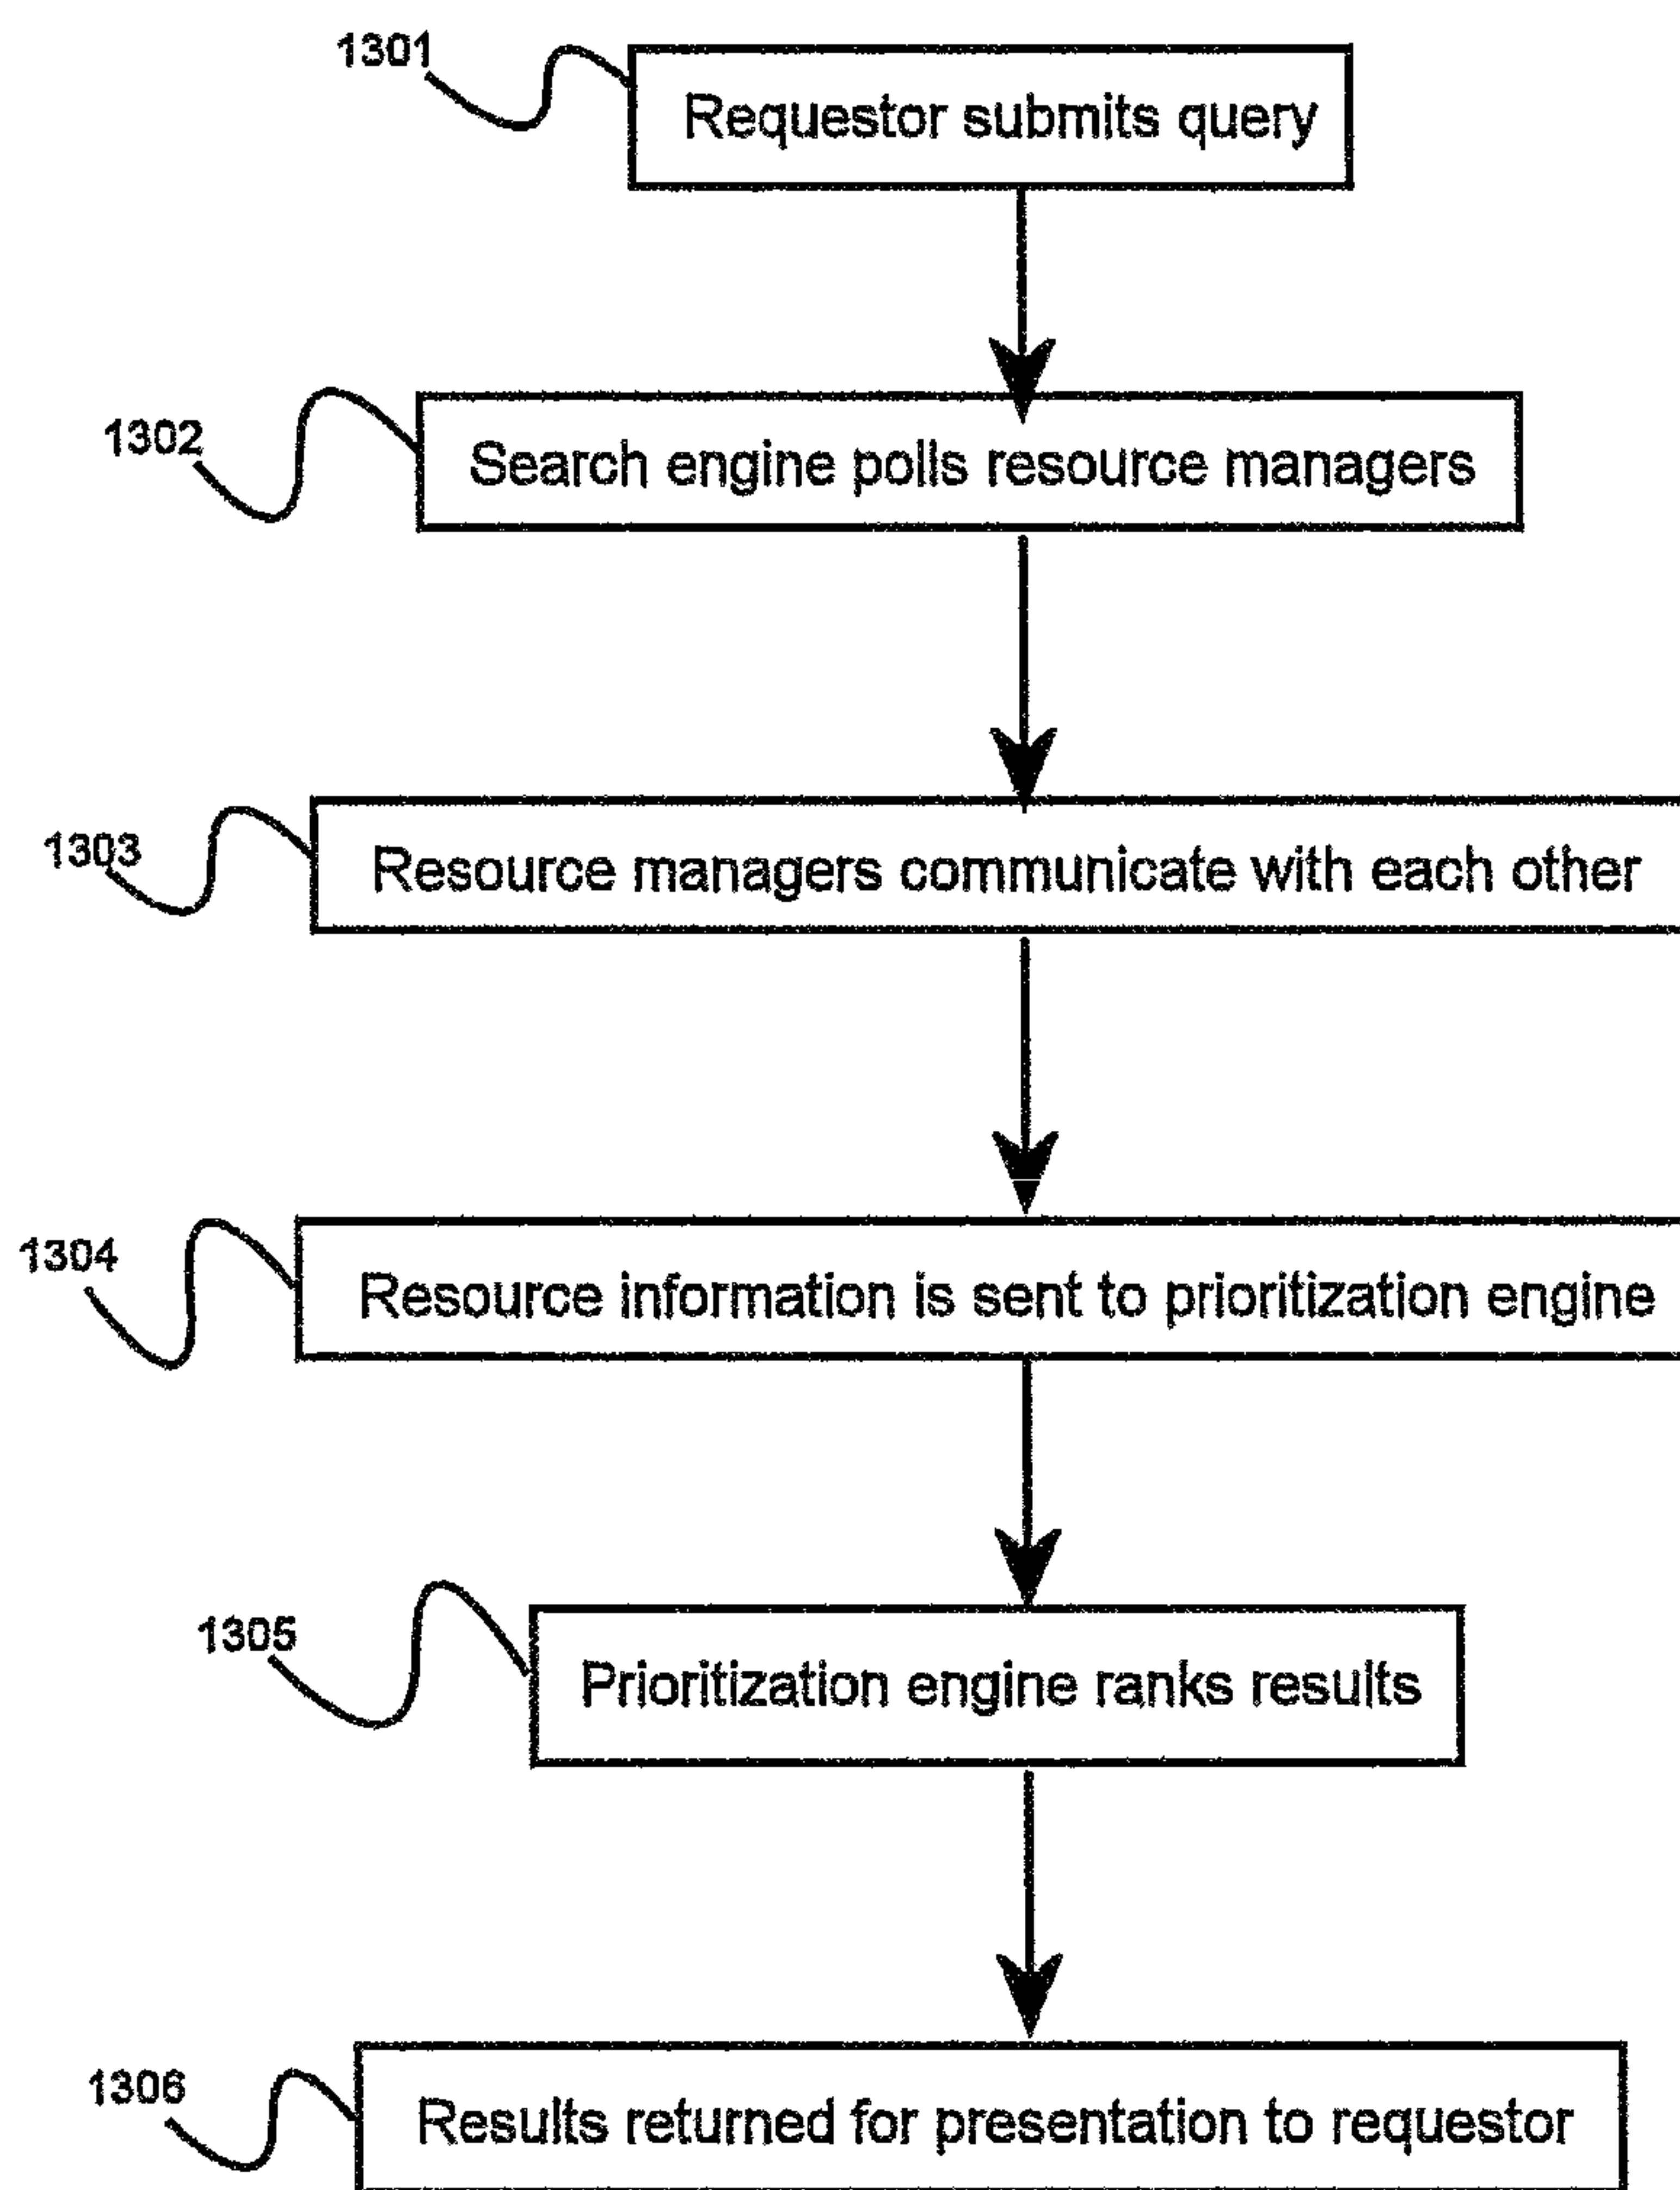 1301
Requestor submits query
1302
Search engine polls resource managers
1303
Resource managers communicate with each other
1304
Resource information is sent to prioritization engine
1305
Prioritization engine ranks results
1306
Results returned for presentation to requestor